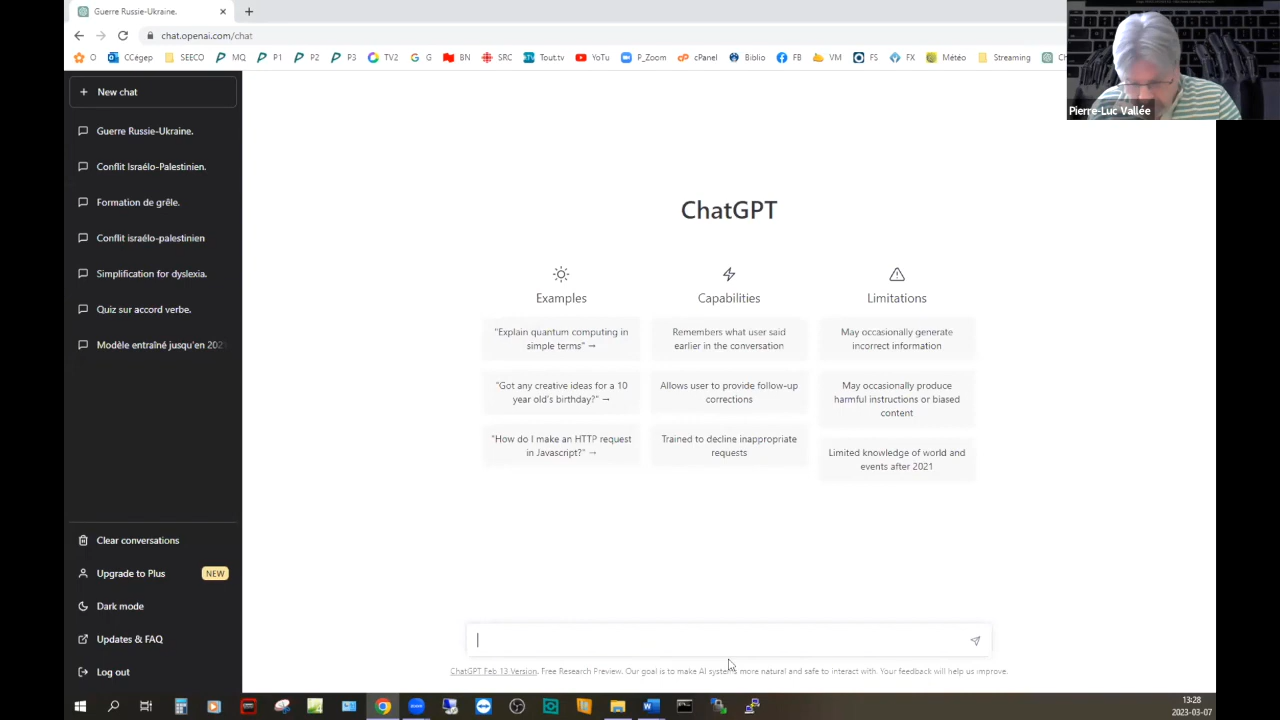 Guerre Russie-Ukraine.
chat.openai.com/chat
O CCégep SEECO MQ P1 P2 P3 TV2 G BN SRC Tout.tv YoTu P_Zoom cPanel Biblio FB VM FS FX Météo Streaming
Pierre-Luc Vallée
New chat
Guerre Russie-Ukraine.
Conflit Israélo-Palestinien.
Formation de grêle.
Conflit israélo-palestinien
Simplification for dyslexia.
Quiz sur accord verbe.
Modèle entraîné jusqu'en 202
Clear conversations
Upgrade to Plus NEW
Dark mode
Updates & FAQ
Log out
ChatGPT
Examples
"Explain quantum computing in
simple terms" →
"Got any creative ideas for a 10
year old's birthday?" →
"How do I make an HTTP request
in Javascript?" →
Capabilities
Remembers what user said
earlier in the conversation
Allows user to provide follow-up
corrections
Trained to decline inappropriate
requests
Limitations
May occasionally generate
incorrect information
May occasionally produce
harmful instructions or biased
content
Limited knowledge of world and
events after 2021
ChatGPT Feb 13 Version. Free Research Preview. Our goal is to make AI systems more natural and safe to interact with. Your feedback will help us improve.
13:28
2023-03-07